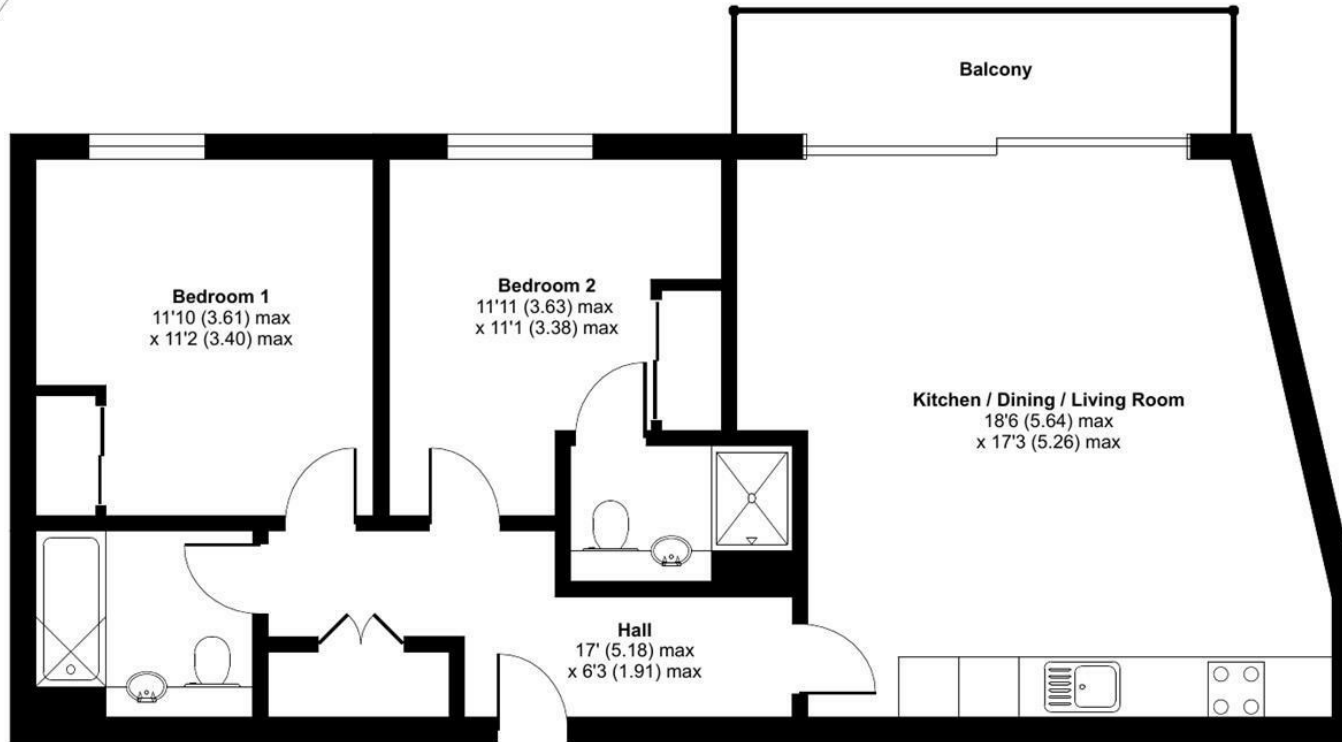 Balcony
Bedroom 1
11'10 (3.61) max
x 11'2 (3.40) max
Bedroom 2
11'11 (3.63) max
x 11'1 (3.38) max
Kitchen / Dining / Living Room
18'6 (5.64) max
x 17'3 (5.26) max
Hall
17' (5.18) max
x 6'3 (1.91) max